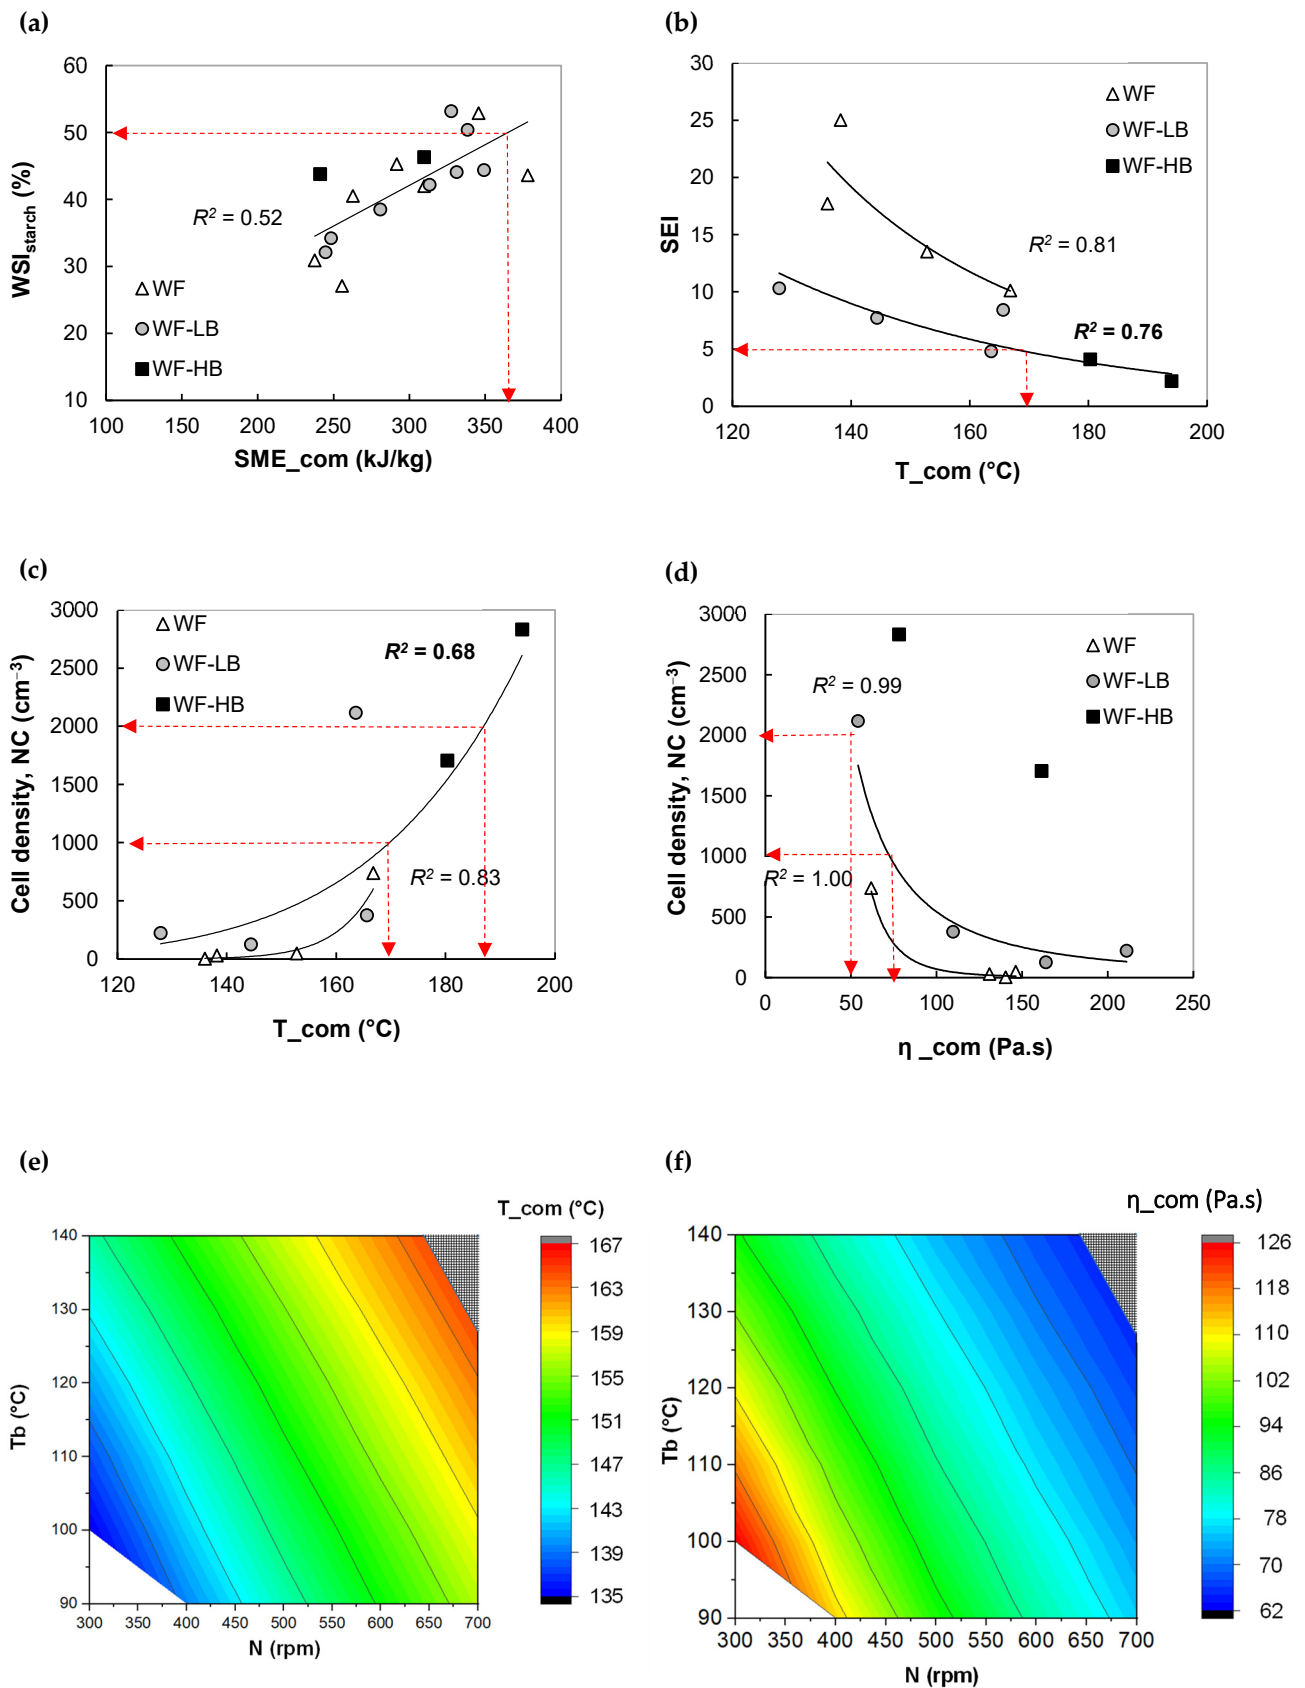 (a)
60
50
40
30
20
10
WSI_starch (%)
R² = 0.52
WF
WF-LB
WF-HB
100 150 200 250 300 350 400
SME_com (kJ/kg)
(b)
30
25
20
15
10
5
0
SEI
WF
WF-LB
WF-HB
R² = 0.81
R² = 0.76
120 140 160 180 200
T_com (°C)
(c)
3000
2500
2000
1500
1000
500
0
Cell density, NC (cm⁻³)
WF
WF-LB
WF-HB
R² = 0.68
R² = 0.83
120 140 160 180 200
T_com (°C)
(d)
3000
2500
2000
1500
1000
500
0
Cell density, NC (cm⁻³)
WF
WF-LB
WF-HB
R² = 0.99
R² = 1.00
0 50 100 150 200 250
η _com (Pa.s)
(e)
T_com (°C)
140
130
120
110
100
90
Tb (°C)
300 350 400 450 500 550 600 650 700
N (rpm)
167
163
159
155
151
147
143
139
135
(f)
η_com (Pa.s)
140
130
120
110
100
90
Tb (°C)
300 350 400 450 500 550 600 650 700
N (rpm)
126
118
110
102
94
86
78
70
62